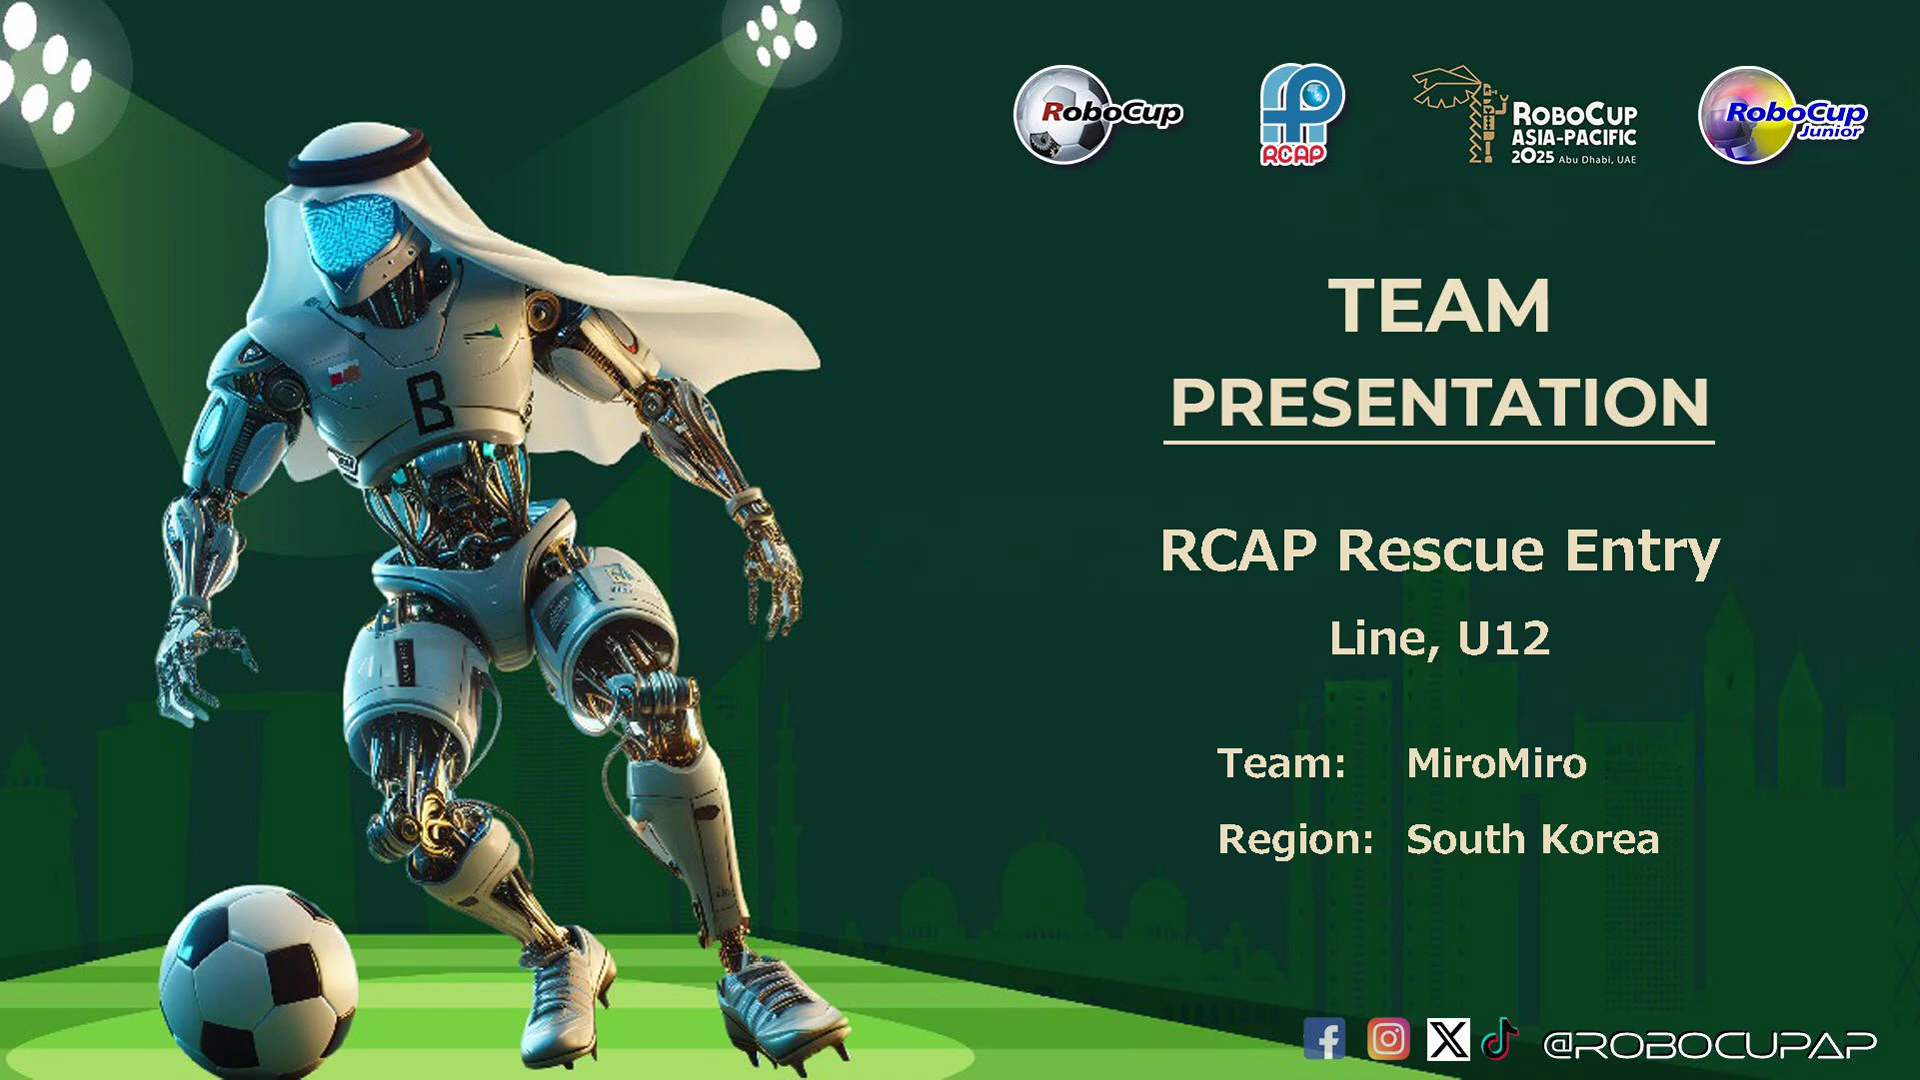 RoboCup
RCAP
ROBOCUP
ASIA-PACIFIC
2025 Abu Dhabi, UAE
RoboCup
Junior
TEAM
PRESENTATION
RCAP Rescue Entry
Line, U12
Team: MiroMiro
Region: South Korea
B
@ROBOCUPAP